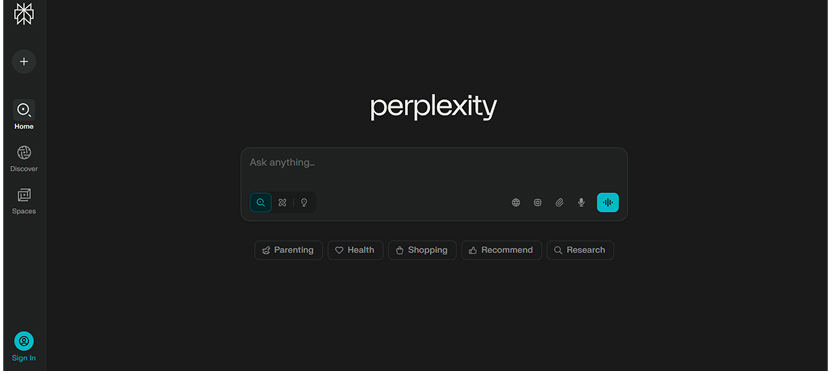 Home
Discover
Spaces
Sign In
perplexity
Ask anything...
Parenting
Health
Shopping
Recommend
Research